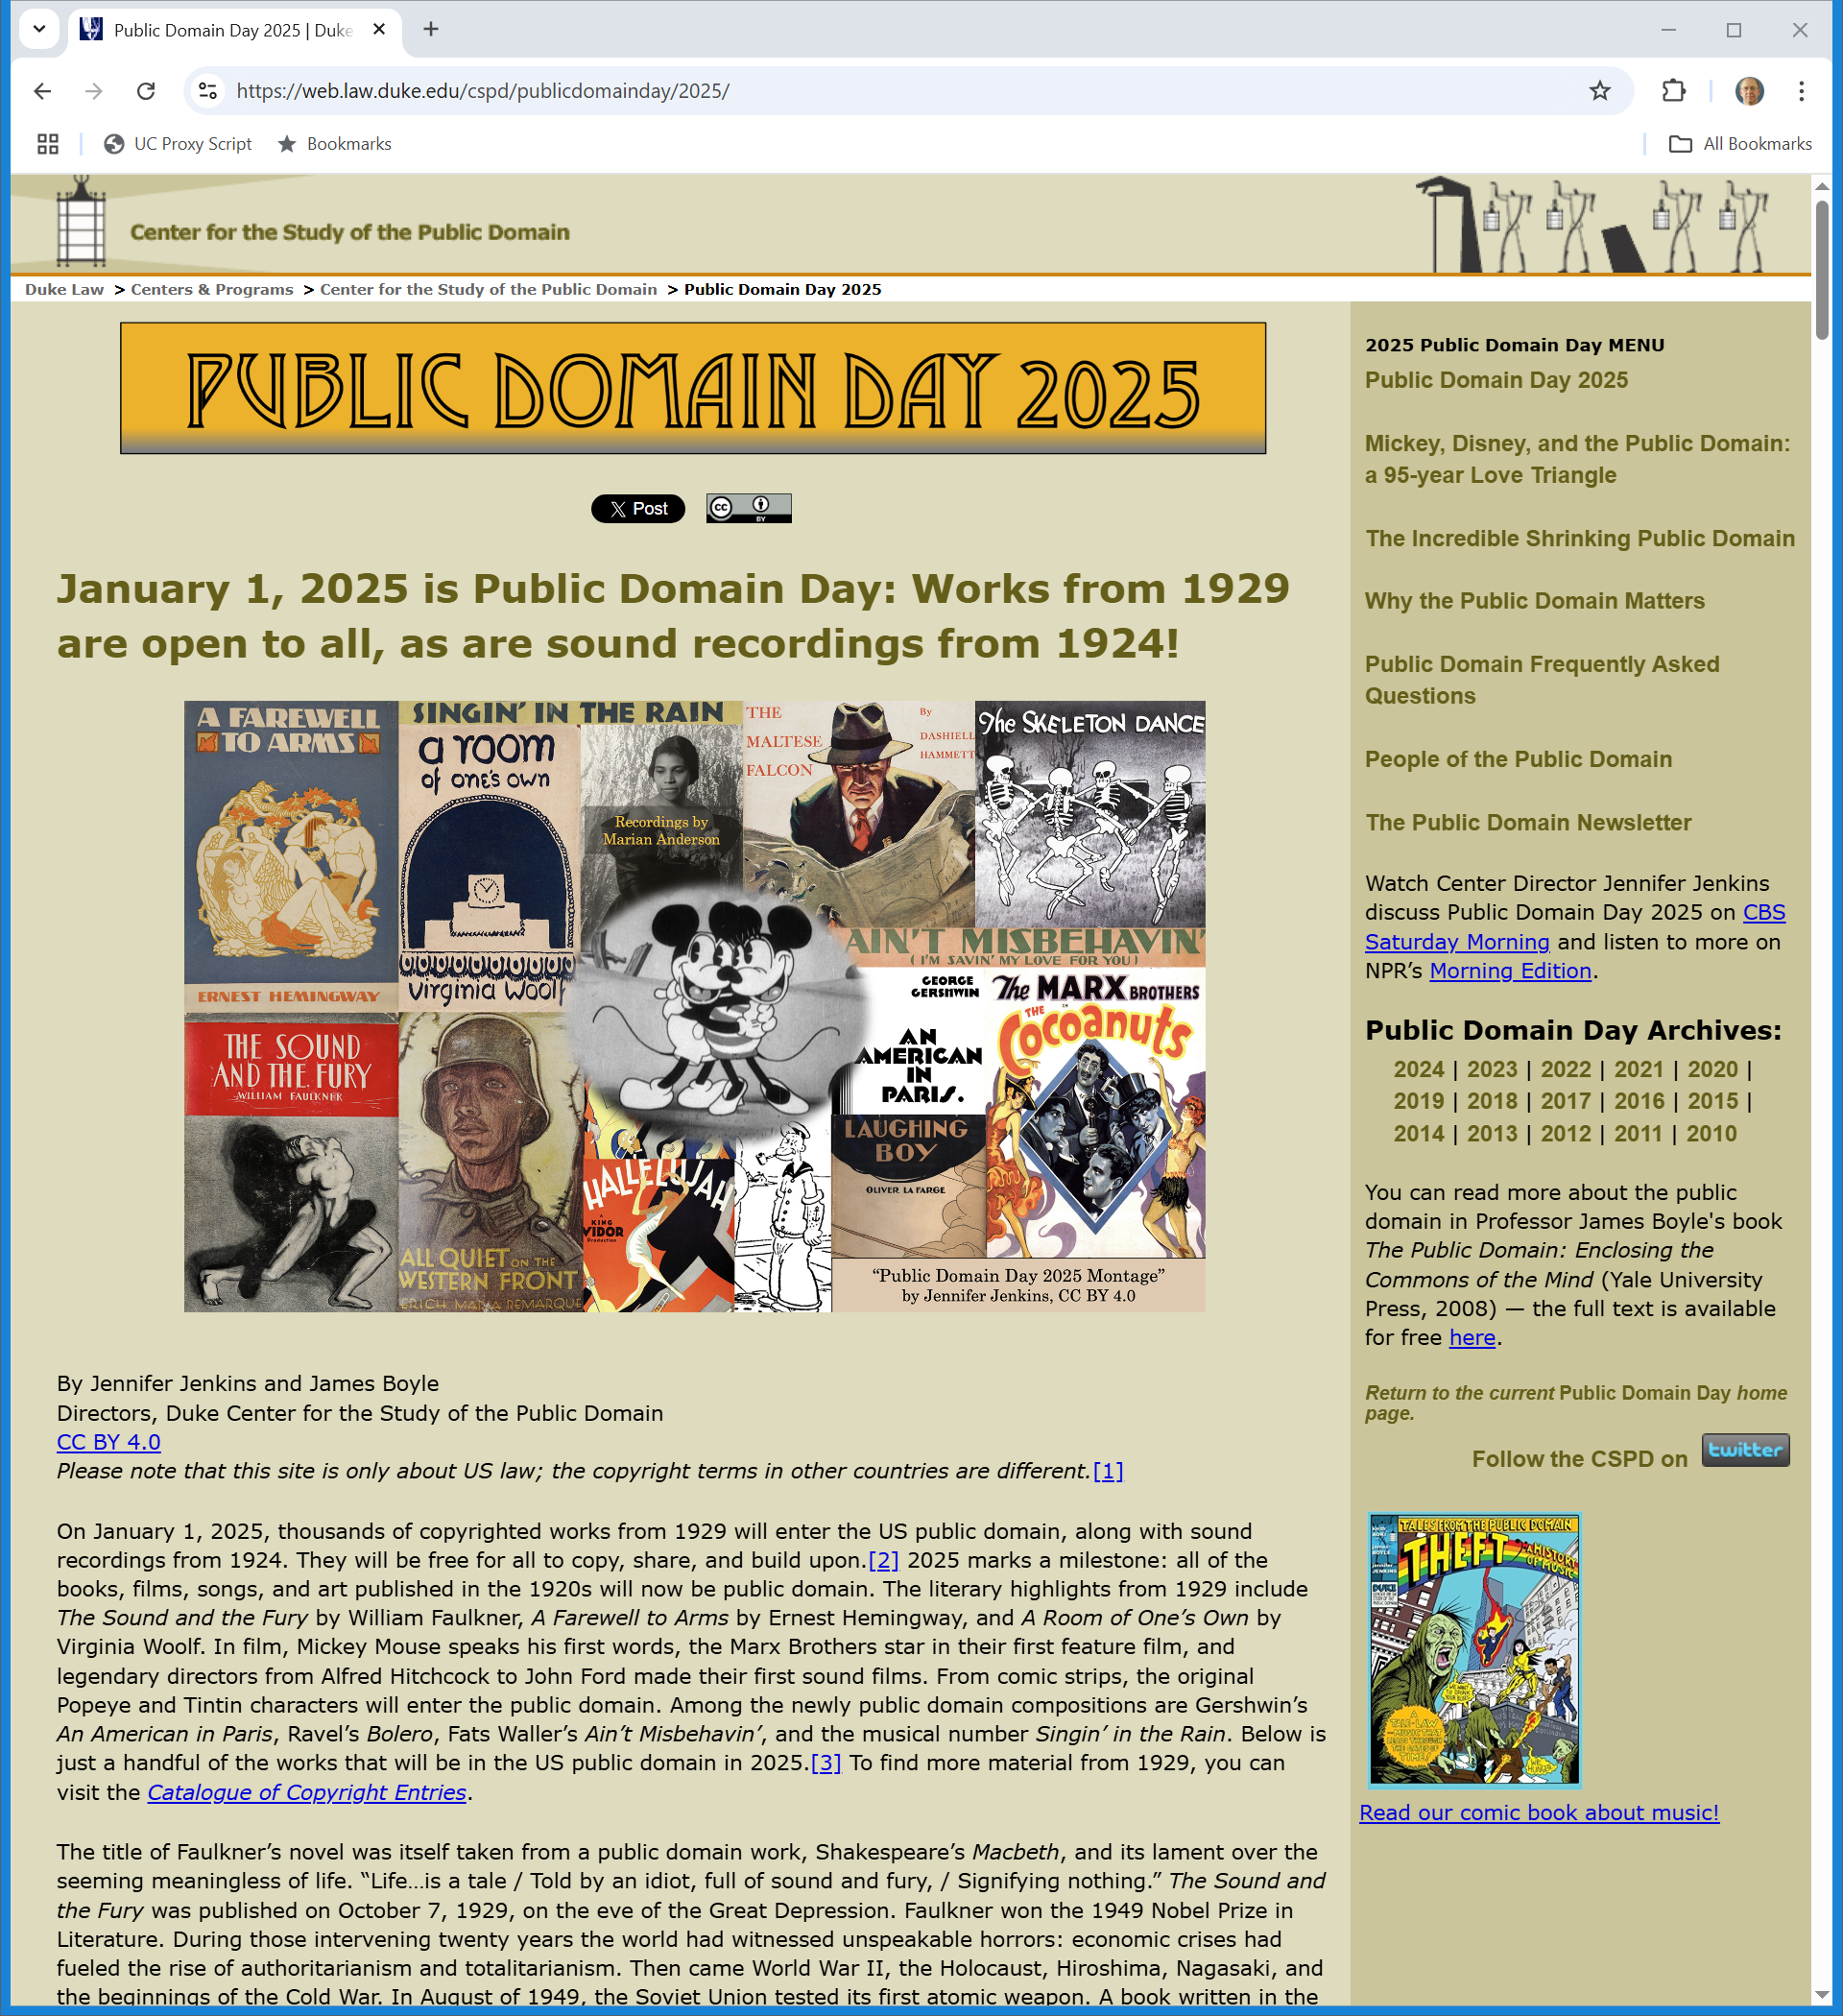 Public Domain Day 2025 | Duke
https://web.law.duke.edu/cspd/publicdomainday/2025/
UC Proxy Script
Bookmarks
All Bookmarks
Center for the Study of the Public Domain
Duke Law > Centers & Programs > Center for the Study of the Public Domain > Public Domain Day 2025
PUBLIC DOMAIN DAY 2025
X Post
cc BY
January 1, 2025 is Public Domain Day: Works from 1929
are open to all, as are sound recordings from 1924!
A FAREWELL
TO ARMS
ERNEST HEMINGWAY
SINGIN' IN THE RAIN
a room
of one's own
Virginia Woolf
Recordings by
Marian Anderson
THE
MALTESE
FALCON
By
DASHIELL
HAMMETT
The SKELETON DANCE
AIN'T MISBEHAVIN'
(I'M SAVIN' MY LOVE FOR YOU)
GEORGE
GERSHWIN
AN
AMERICAN
IN
PARIS.
The MARX BROTHERS
IN
THE
Cocoanuts
THE SOUND
AND THE FURY
WILLIAM FAULKNER
ALL QUIET ON THE
WESTERN FRONT
ERICH MARIA REMARQUE
HALLELUJAH
A
KING
VIDOR
Production
LAUGHING
BOY
OLIVER LA FARGE
“Public Domain Day 2025 Montage”
by Jennifer Jenkins, CC BY 4.0
By Jennifer Jenkins and James Boyle
Directors, Duke Center for the Study of the Public Domain
CC BY 4.0
Please note that this site is only about US law; the copyright terms in other countries are different.[1]
On January 1, 2025, thousands of copyrighted works from 1929 will enter the US public domain, along with sound
recordings from 1924. They will be free for all to copy, share, and build upon.[2] 2025 marks a milestone: all of the
books, films, songs, and art published in the 1920s will now be public domain. The literary highlights from 1929 include
The Sound and the Fury by William Faulkner, A Farewell to Arms by Ernest Hemingway, and A Room of One’s Own by
Virginia Woolf. In film, Mickey Mouse speaks his first words, the Marx Brothers star in their first feature film, and
legendary directors from Alfred Hitchcock to John Ford made their first sound films. From comic strips, the original
Popeye and Tintin characters will enter the public domain. Among the newly public domain compositions are Gershwin’s
An American in Paris, Ravel’s Bolero, Fats Waller’s Ain’t Misbehavin’, and the musical number Singin’ in the Rain. Below is
just a handful of the works that will be in the US public domain in 2025.[3] To find more material from 1929, you can
visit the Catalogue of Copyright Entries.
The title of Faulkner’s novel was itself taken from a public domain work, Shakespeare’s Macbeth, and its lament over the
seeming meaningless of life. “Life…is a tale / Told by an idiot, full of sound and fury, / Signifying nothing.” The Sound and
the Fury was published on October 7, 1929, on the eve of the Great Depression. Faulkner won the 1949 Nobel Prize in
Literature. During those intervening twenty years the world had witnessed unspeakable horrors: economic crises had
fueled the rise of authoritarianism and totalitarianism. Then came World War II, the Holocaust, Hiroshima, Nagasaki, and
the beginnings of the Cold War. In August of 1949, the Soviet Union tested its first atomic weapon. A book written in the
2025 Public Domain Day MENU
Public Domain Day 2025
Mickey, Disney, and the Public Domain:
a 95-year Love Triangle
The Incredible Shrinking Public Domain
Why the Public Domain Matters
Public Domain Frequently Asked
Questions
People of the Public Domain
The Public Domain Newsletter
Watch Center Director Jennifer Jenkins
discuss Public Domain Day 2025 on CBS
Saturday Morning and listen to more on
NPR’s Morning Edition.
Public Domain Day Archives:
2024 | 2023 | 2022 | 2021 | 2020 |
2019 | 2018 | 2017 | 2016 | 2015 |
2014 | 2013 | 2012 | 2011 | 2010
You can read more about the public
domain in Professor James Boyle's book
The Public Domain: Enclosing the
Commons of the Mind (Yale University
Press, 2008) — the full text is available
for free here.
Return to the current Public Domain Day home
page.
Follow the CSPD on twitter
TALES FROM THE PUBLIC DOMAIN
THEFT
A HISTORY
OF MUSIC
DUKE
Read our comic book about music!